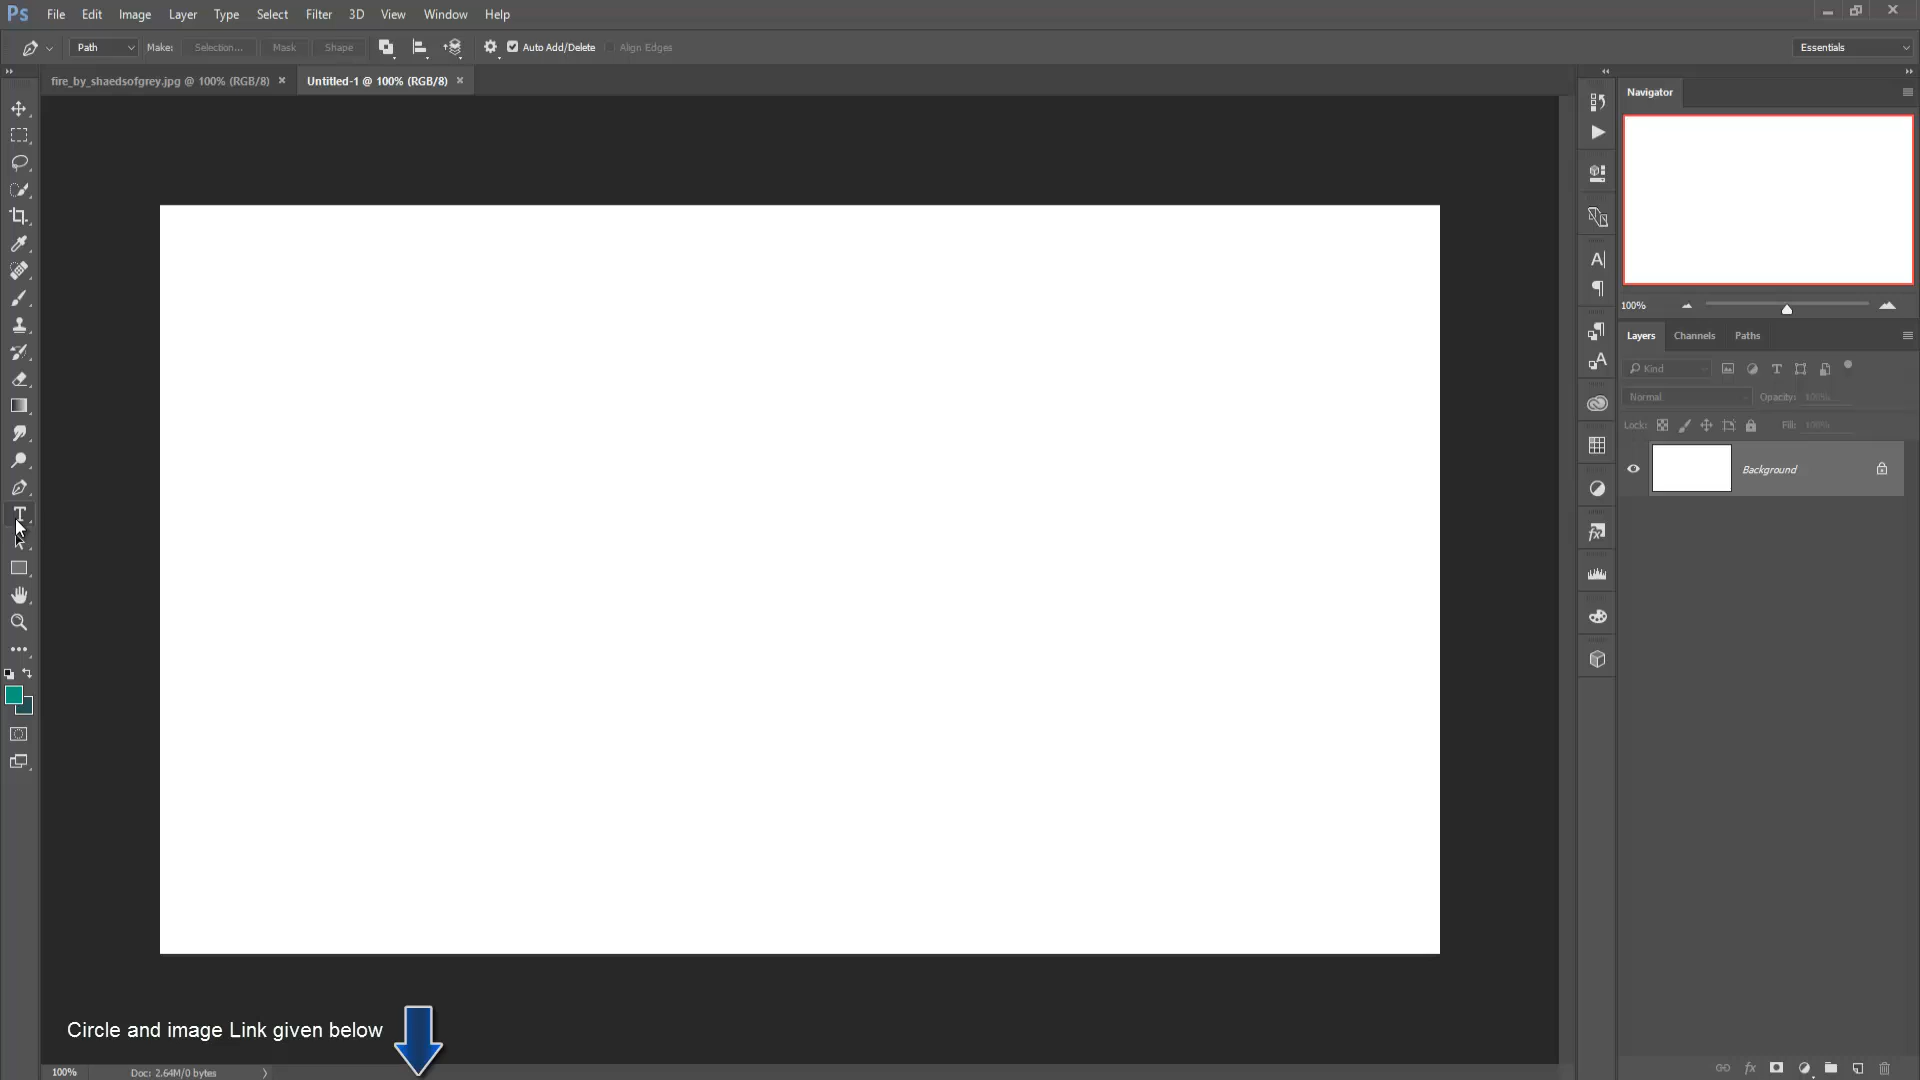 Ps File Edit Image Layer Type Select Filter 3D View Window Help
Path Make: Selection... Mask Shape Auto Add/Delete Align Edges Essentials
fire_by_shaedsofgrey.jpg @ 100% (RGB/8) × Untitled-1 @ 100% (RGB/8) ×
Navigator
100%
Layers Channels Paths
Kind
Normal Opacity: 100%
Lock: Fill: 100%
Background
Circle and image Link given below
100% Doc: 2.64M/0 bytes